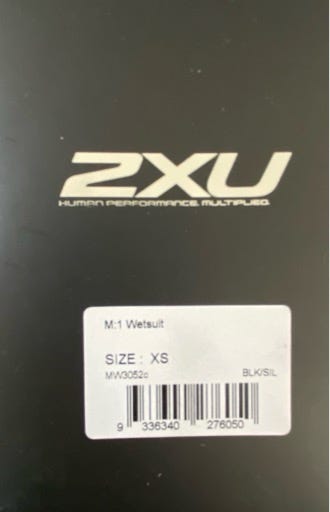 2XU
HUMAN PERFORMANCE. MULTIPLIED.
M:1 Wetsuit
SIZE : XS
MW3052c
BLK/SIL
9 336340 276050